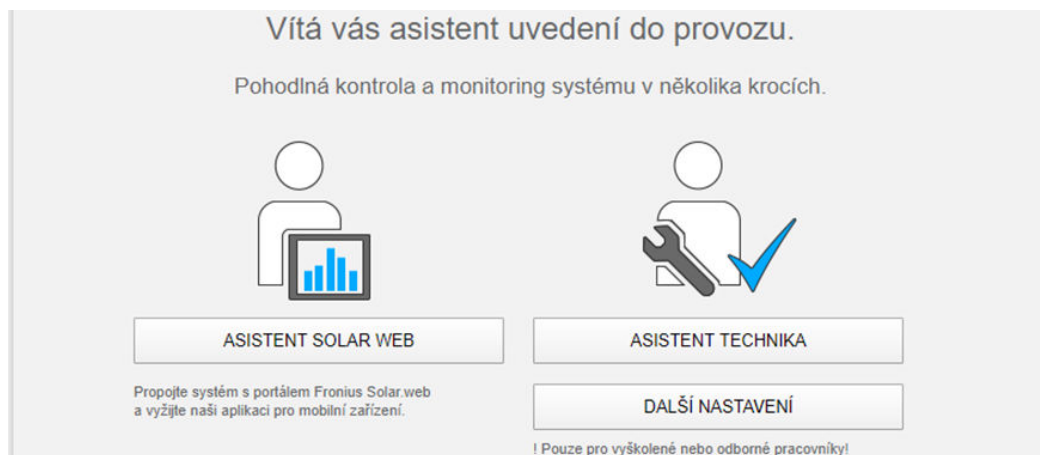 Vítá vás asistent uvedení do provozu.
Pohodlná kontrola a monitoring systému v několika krocích.
ASISTENT SOLAR WEB
Propojte systém s portálem Fronius Solar.web
a vyžijte naši aplikaci pro mobilní zařízení.
ASISTENT TECHNIKA
DALŠÍ NASTAVENÍ
! Pouze pro vyškolené nebo odborné pracovníky!